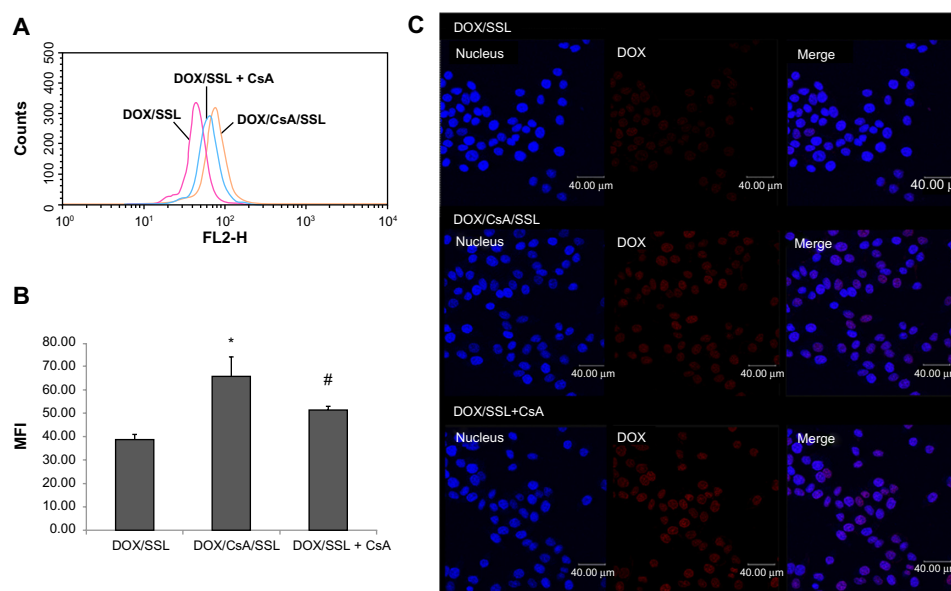 A
500
400
300
200
100
0
Counts
DOX/SSL + CsA
DOX/SSL
DOX/CsA/SSL
10⁰ 10¹ 10² 10³ 10⁴
FL2-H
B
80.00
70.00
60.00
50.00
40.00
30.00
20.00
10.00
0.00
MFI
*
#
DOX/SSL DOX/CsA/SSL DOX/SSL + CsA
C
DOX/SSL
Nucleus DOX Merge
40.00 µm 40.00 µm 40.00 µm
DOX/CsA/SSL
Nucleus DOX Merge
40.00 µm 40.00 µm 40.00 µm
DOX/SSL+CsA
Nucleus DOX Merge
40.00 µm 40.00 µm 40.00 µm